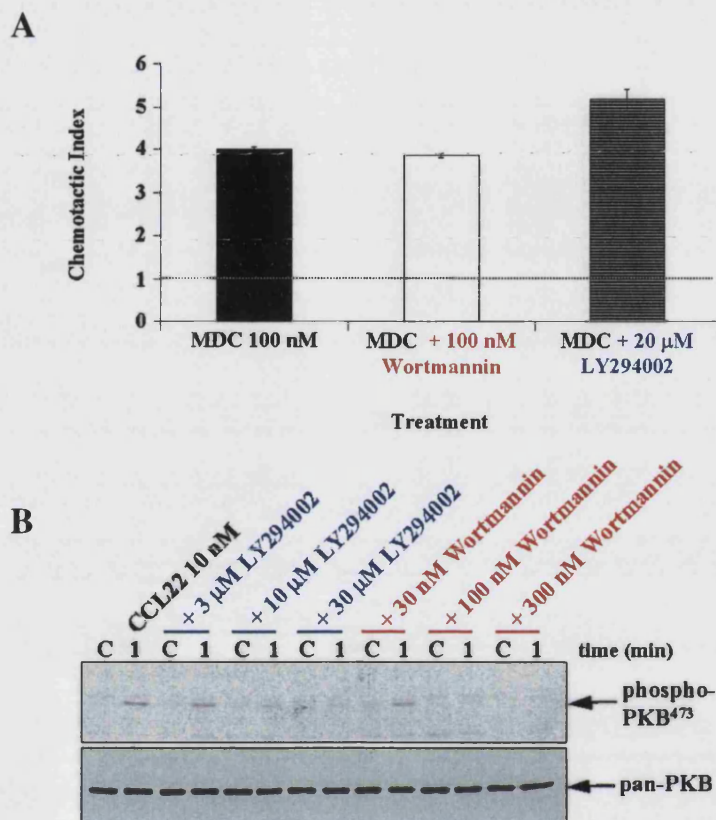 A
6
5
4
3
2
1
0
Chemotactic Index
MDC 100 nM
MDC + 100 nM
Wortmannin
MDC + 20 µM
LY294002
Treatment
B
CCL22 10 nM
+ 3 µM LY294002
+ 10 µM LY294002
+ 30 µM LY294002
+ 30 nM Wortmannin
+ 100 nM Wortmannin
+ 300 nM Wortmannin
C 1 C 1 C 1 C 1 C 1 C 1 C 1 time (min)
phospho-
PKB473
pan-PKB